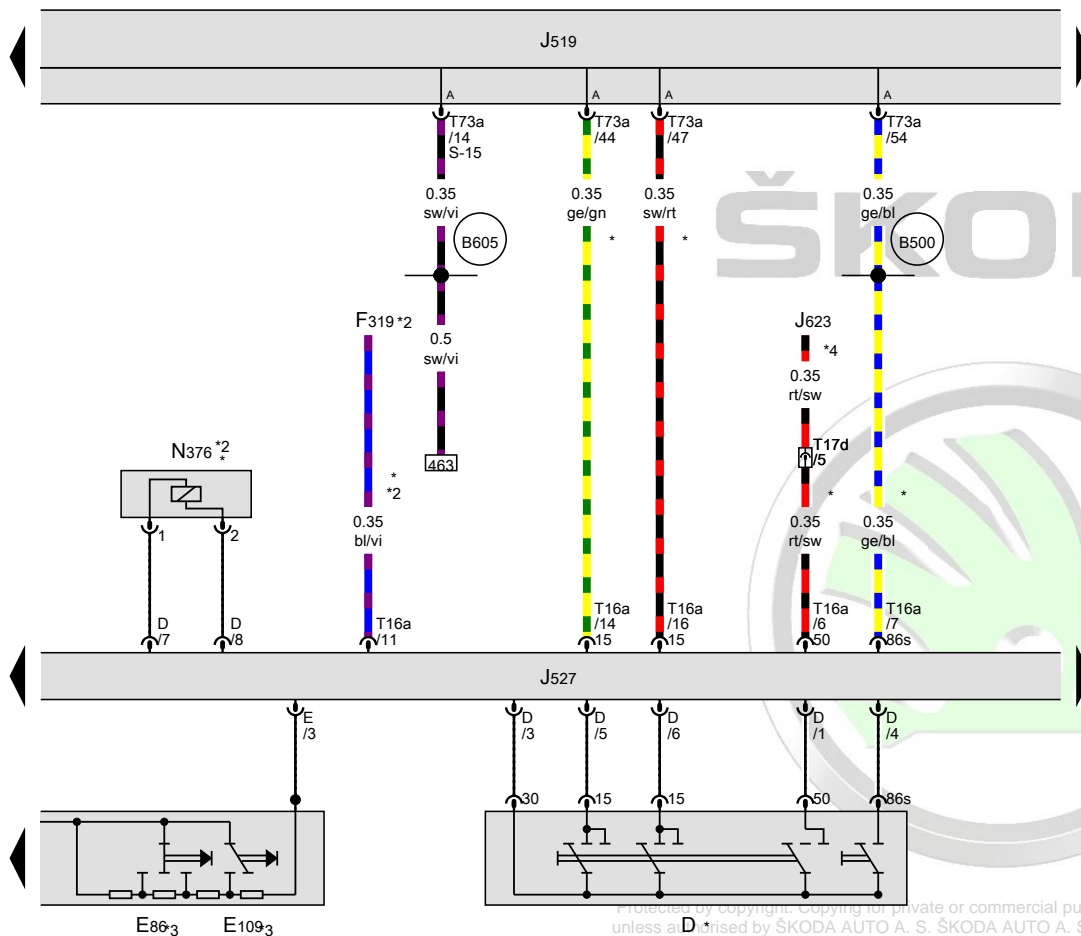 J519
A A A A
T73a /14 S-15
T73a /44
T73a /47
T73a /54
ŠKO
0.35 sw/vi
0.35 ge/gn
0.35 sw/rt
0.35 ge/bl
B605
*
*
B500
F319 *2
0.5 sw/vi
J623
*4
0.35 rt/sw
N376 *2 *
463
T17d /5
*
*2
*
*
1 2
0.35 bl/vi
0.35 rt/sw
0.35 ge/bl
D /7
D /8
T16a /11
T16a /14 15
T16a /16 15
T16a /6 50
T16a /7 86s
J527
E /3
D /3
D /5
D /6
D /1
D /4
30 15 15 50 86s
E86*3
E109*3
D *
Protected by copyright. Copying for private or commercial pu
unless authorised by ŠKODA AUTO A. S. ŠKODA AUTO A. S